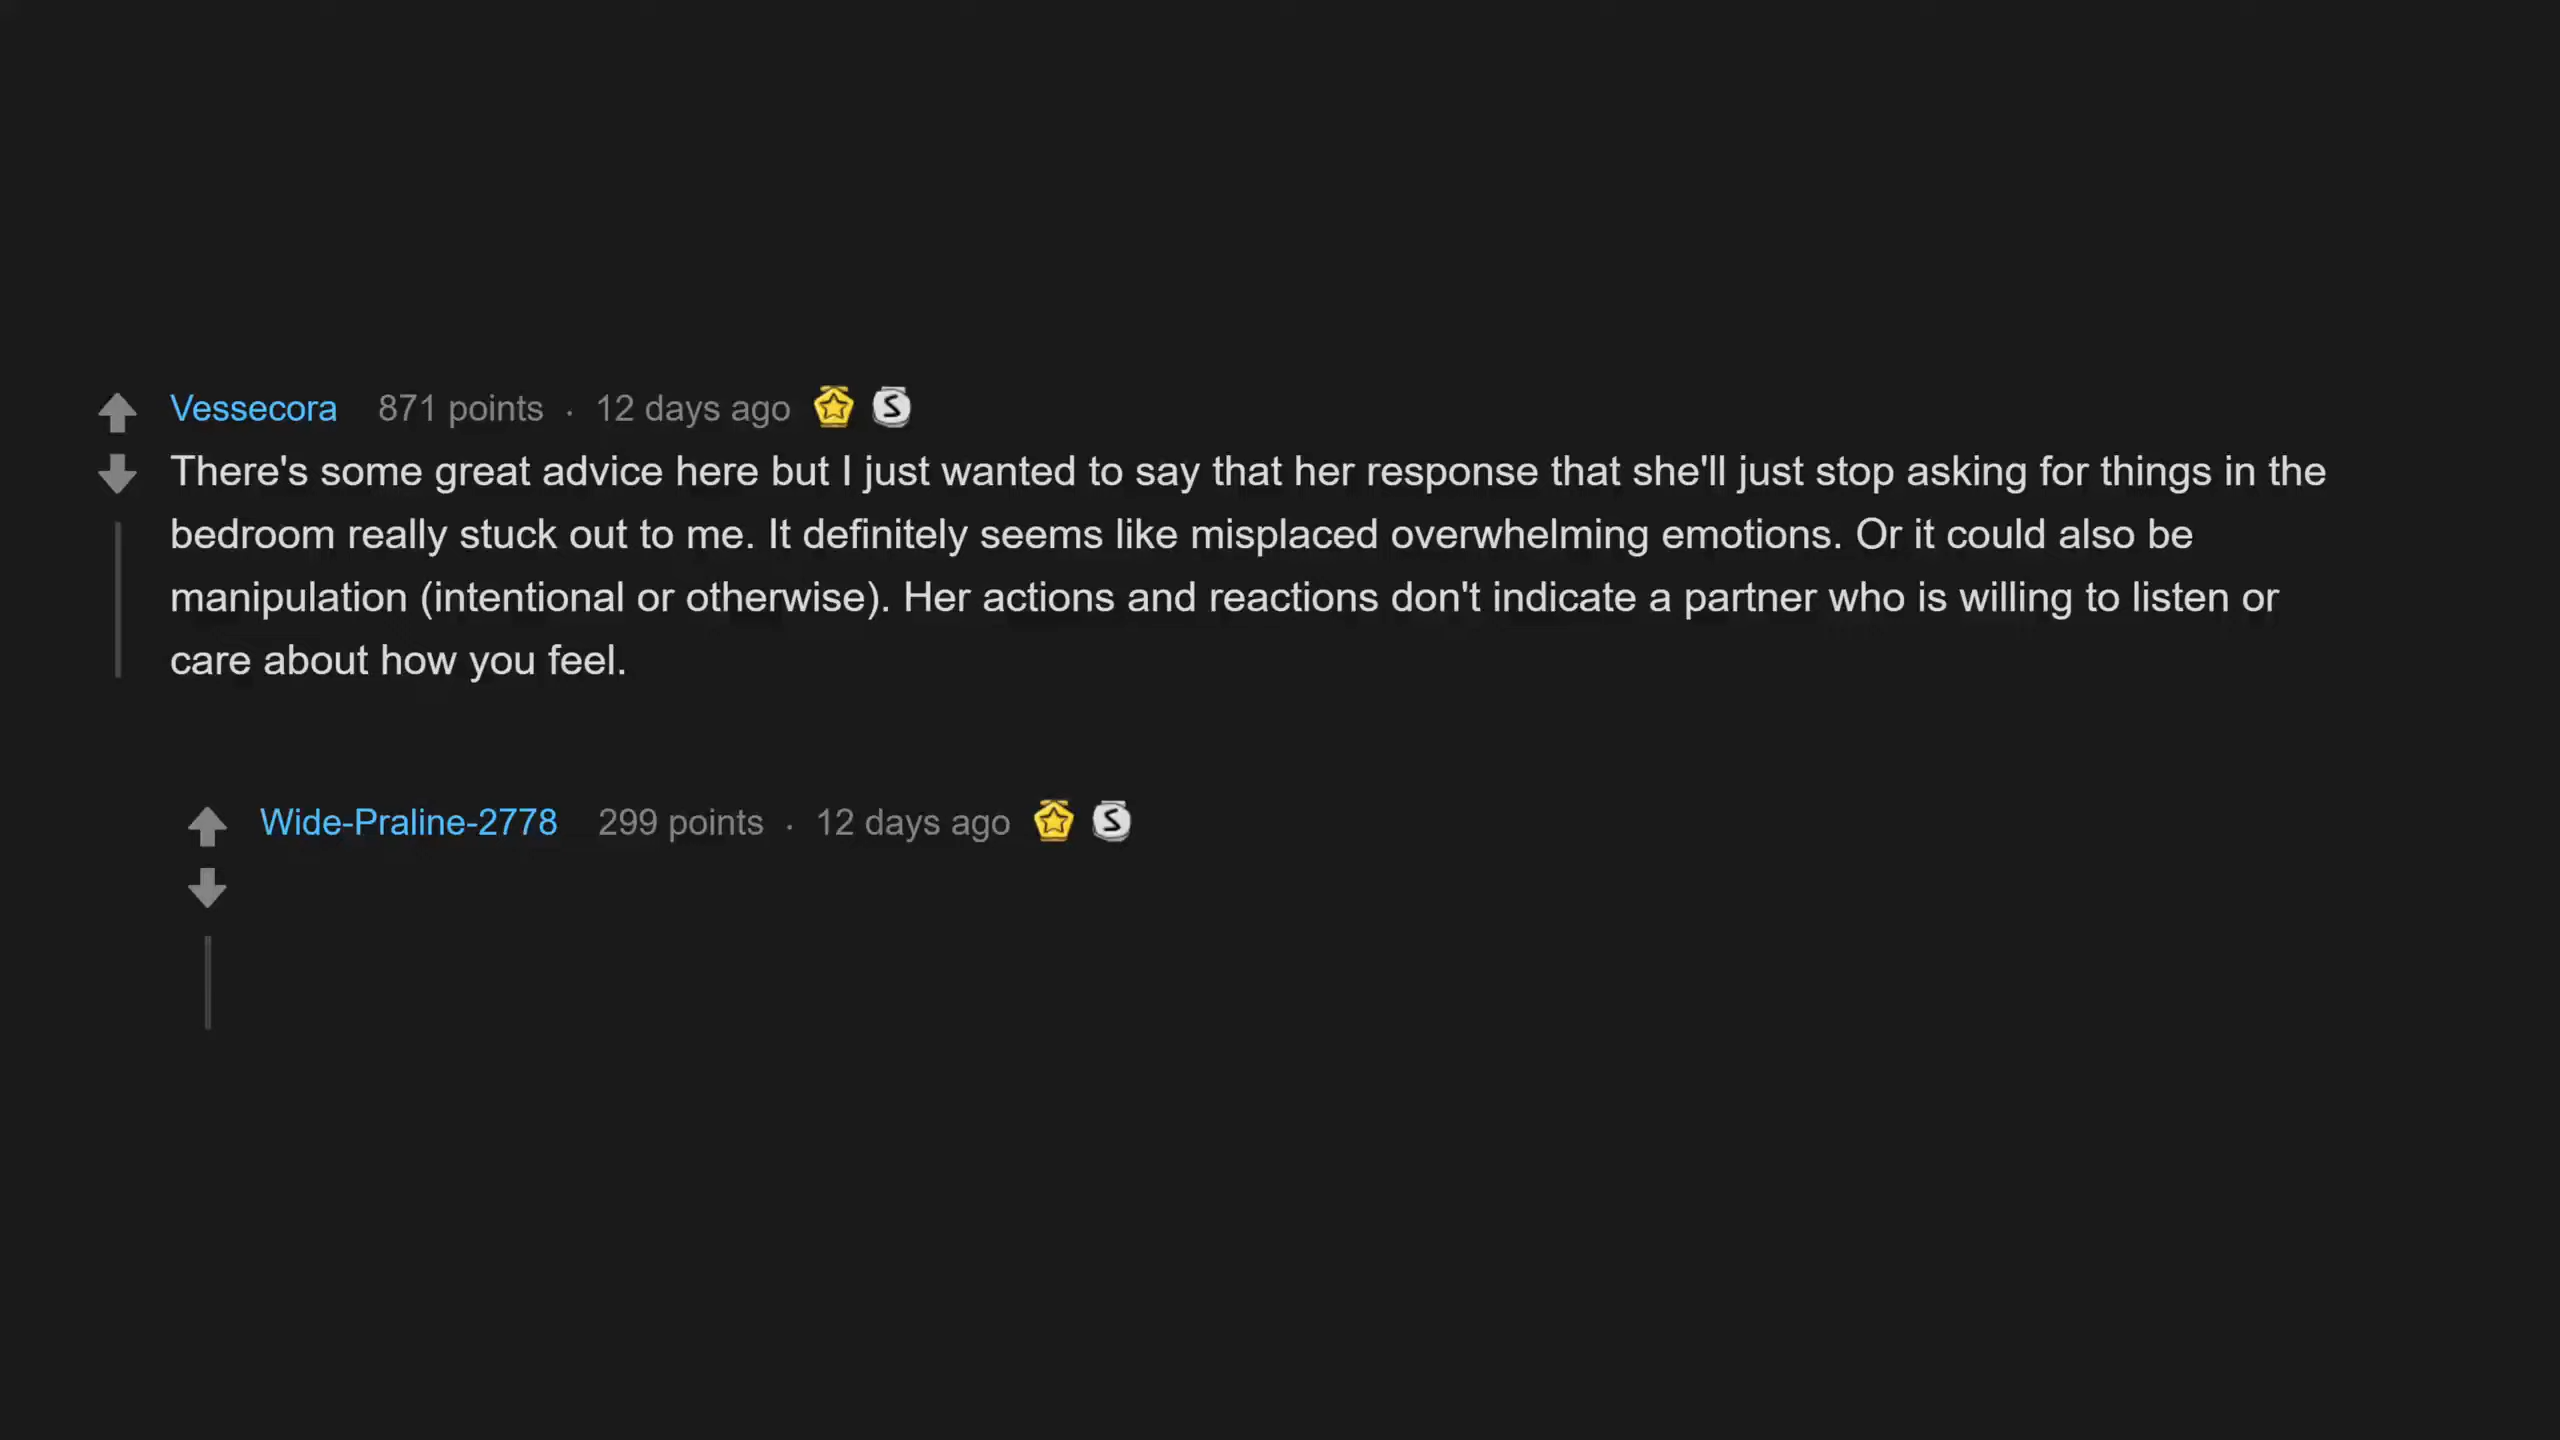 Vessecora 871 points · 12 days ago
There's some great advice here but I just wanted to say that her response that she'll just stop asking for things in the
bedroom really stuck out to me. It definitely seems like misplaced overwhelming emotions. Or it could also be
manipulation (intentional or otherwise). Her actions and reactions don't indicate a partner who is willing to listen or
care about how you feel.
Wide-Praline-2778 299 points · 12 days ago